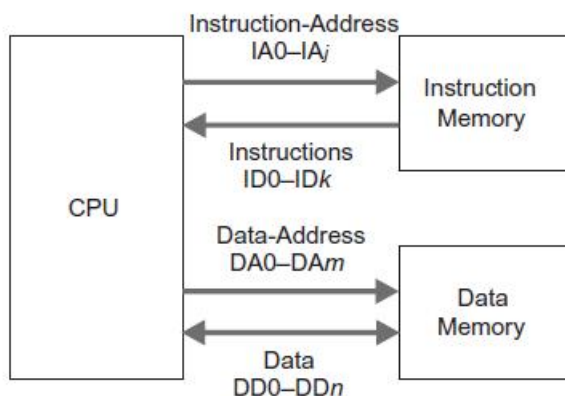 Instruction-Address
IA0–IAj
Instruction
Memory
Instructions
ID0–IDk
CPU
Data-Address
DA0–DAm
Data
Memory
Data
DD0–DDn